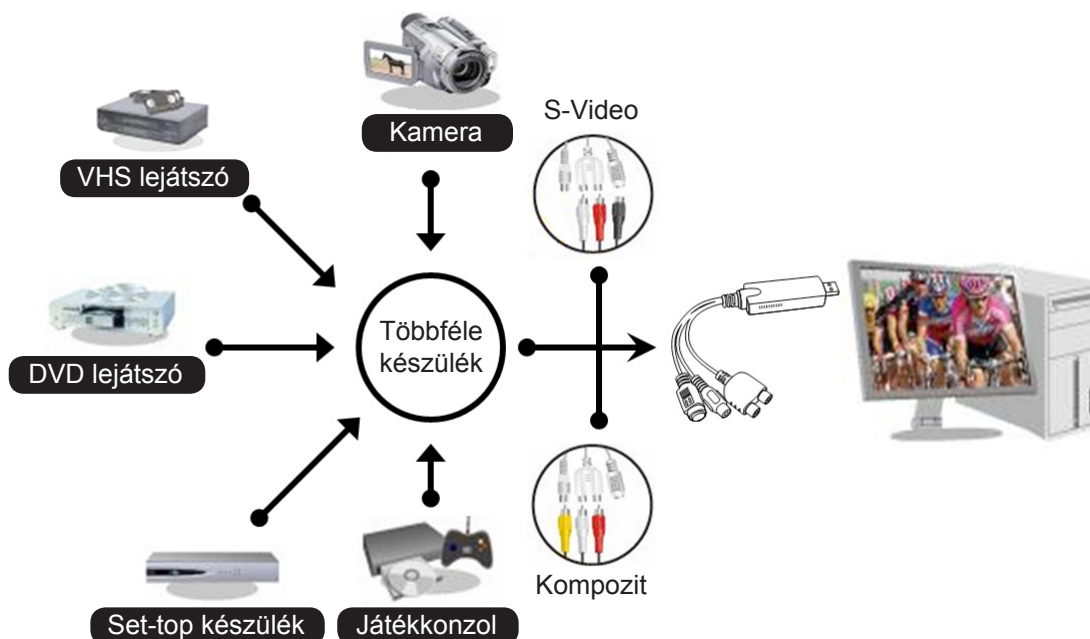 Kamera
S-Video
VHS lejátszó
Többféle
készülék
DVD lejátszó
Kompozit
Set-top készülék
Játékkonzol